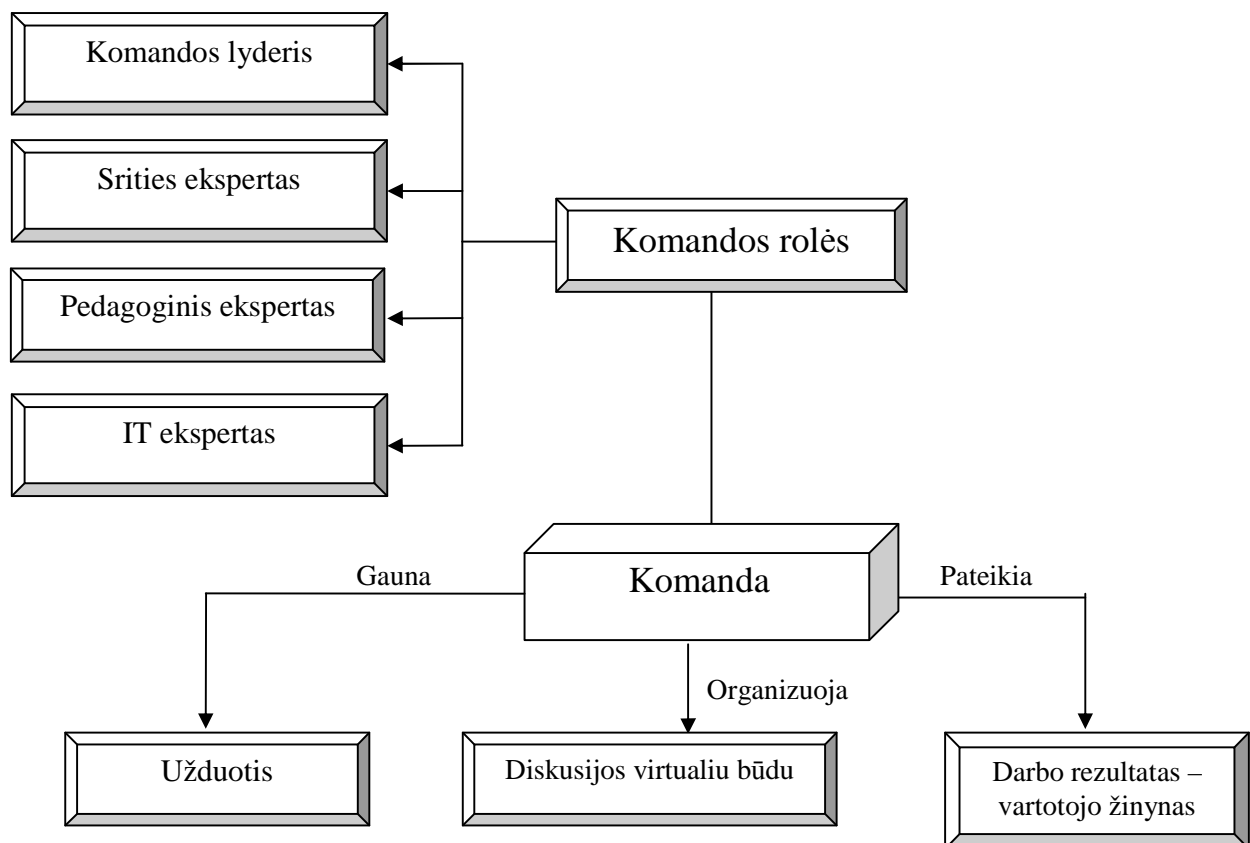 Komandos lyderis
Srities ekspertas
Komandos rolės
Pedagoginis ekspertas
IT ekspertas
Gauna
Komanda
Pateikia
Organizuoja
Užduotis
Diskusijos virtualiu būdu
Darbo rezultatas –
vartotojo žinynas